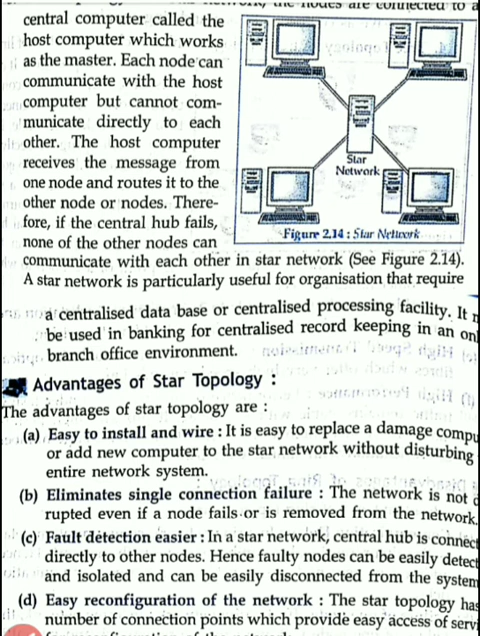 the nodes are connected to a
central computer called the
host computer which works
as the master. Each node can
communicate with the host
computer but cannot com-
municate directly to each
other. The host computer
receives the message from
one node and routes it to the
other node or nodes. There-
fore, if the central hub fails,
none of the other nodes can
Star
Network
Figure 2.14 : Star Network
communicate with each other in star network (See Figure 2.14).
A star network is particularly useful for organisation that require
a centralised data base or centralised processing facility. It
be used in banking for centralised record keeping in an
branch office environment.
Advantages of Star Topology :
The advantages of star topology are :
(a) Easy to install and wire : It is easy to replace a damage compu
or add new computer to the star network without disturbing
entire network system.
(b) Eliminates single connection failure : The network is not
rupted even if a node fails or is removed from the network.
(c) Fault detection easier : In a star network, central hub is connect
directly to other nodes. Hence faulty nodes can be easily detect
and isolated and can be easily disconnected from the system
(d) Easy reconfiguration of the network : The star topology has
number of connection points which provide easy access of servi